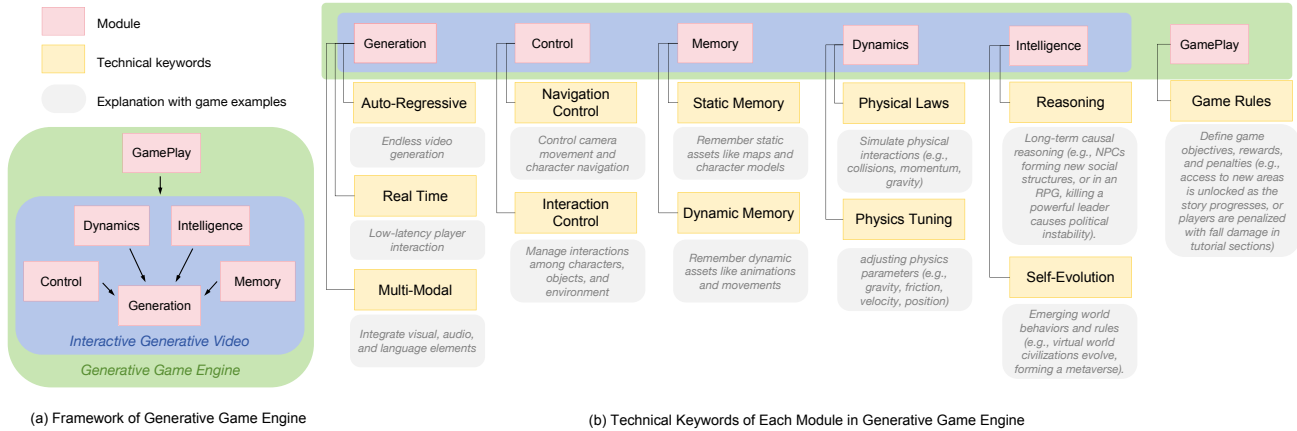 Module
Technical keywords
Explanation with game examples
GamePlay
Dynamics
Intelligence
Control
Memory
Generation
Interactive Generative Video
Generative Game Engine
(a) Framework of Generative Game Engine
Generation
Auto-Regressive
Endless video
generation
Real Time
Low-latency player
interaction
Multi-Modal
Integrate visual, audio,
and language elements
Control
Navigation
Control
Control camera
movement and
character navigation
Interaction
Control
Manage interactions
among characters,
objects, and
environment
Memory
Static Memory
Remember static
assets like maps and
character models
Dynamic Memory
Remember dynamic
assets like animations
and movements
Dynamics
Physical Laws
Simulate physical
interactions (e.g.,
collisions, momentum,
gravity)
Physics Tuning
adjusting physics
parameters (e.g.,
gravity, friction,
velocity, position)
Intelligence
Reasoning
Long-term causal
reasoning (e.g., NPCs
forming new social
structures, or in an
RPG, killing a
powerful leader
causes political
instability).
Self-Evolution
Emerging world
behaviors and rules
(e.g., virtual world
civilizations evolve,
forming a metaverse).
GamePlay
Game Rules
Define game
objectives, rewards,
and penalties (e.g.,
access to new areas
is unlocked as the
story progresses, or
players are penalized
with fall damage in
tutorial sections)
(b) Technical Keywords of Each Module in Generative Game Engine